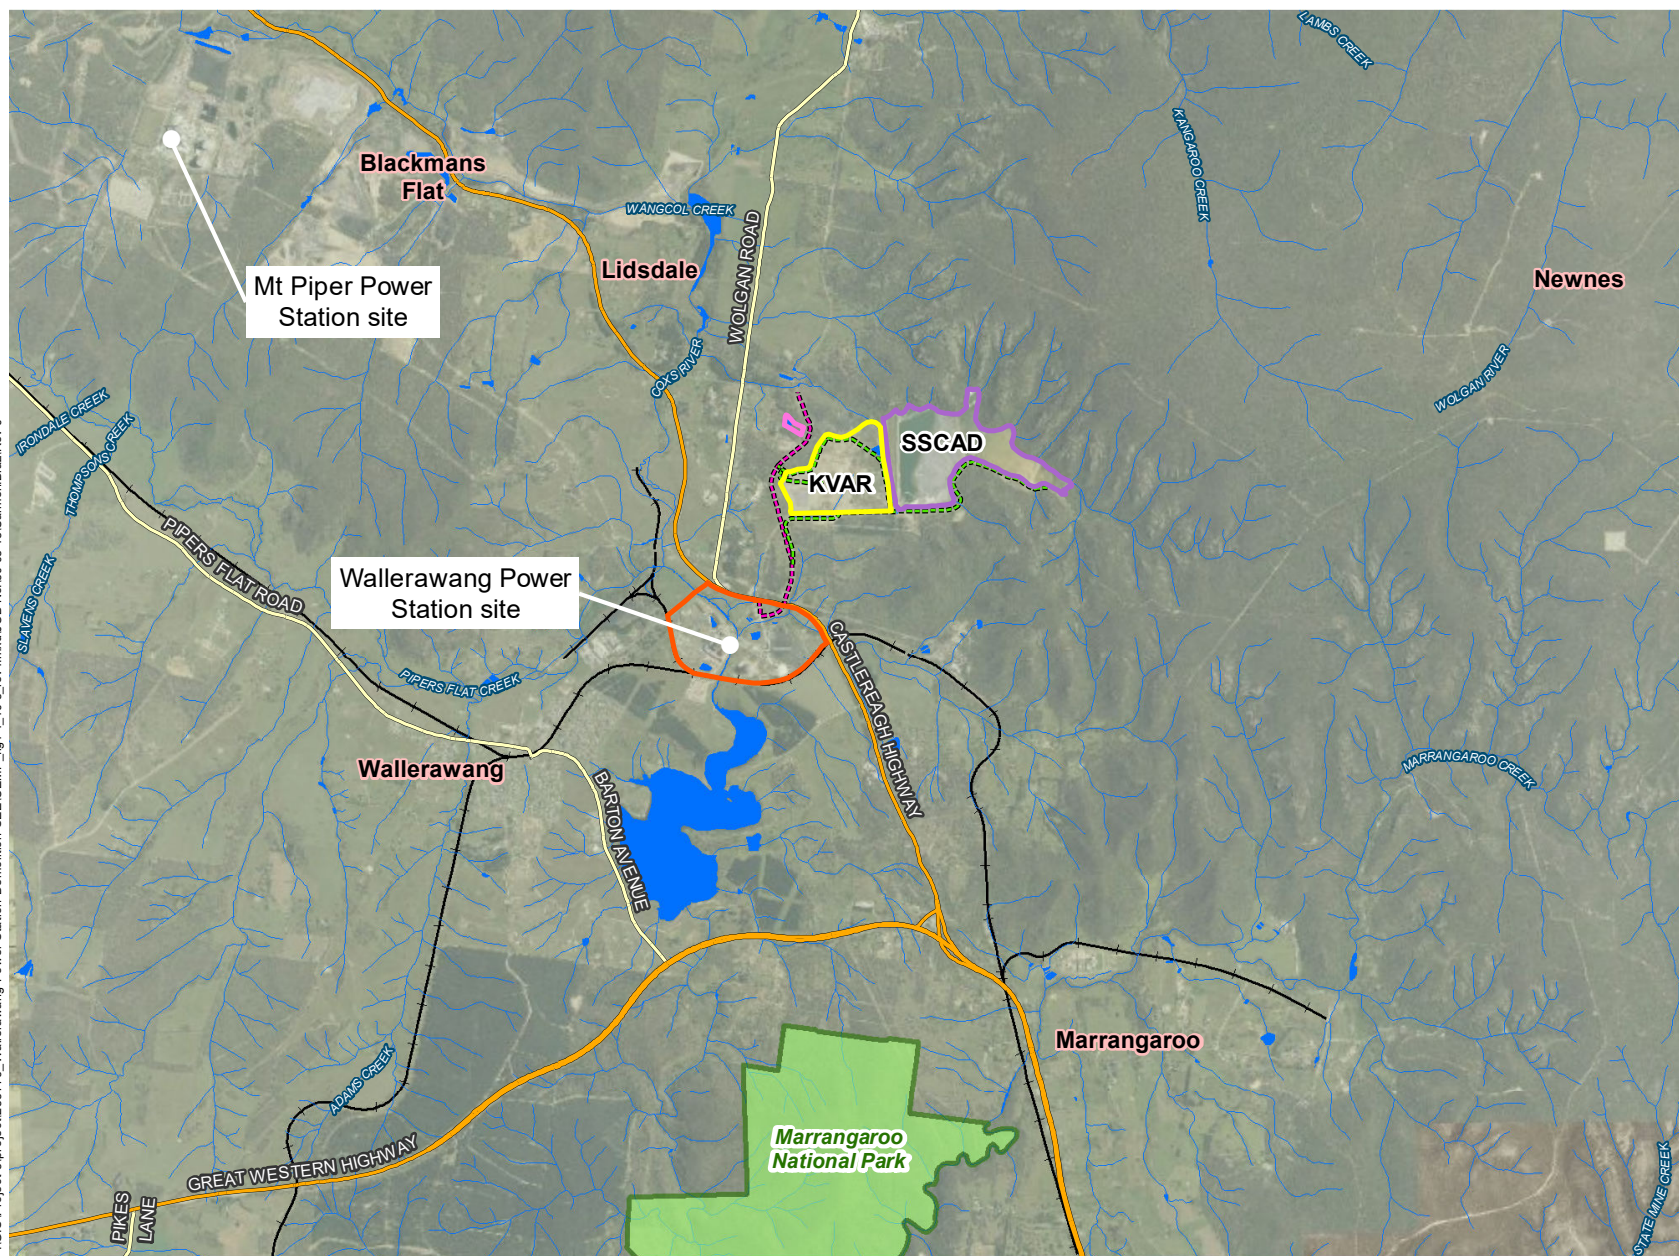 LAMBS CREEK
KANGAROO CREEK
Blackmans
Flat
WANGCOL CREEK
WOLGAN ROAD
Lidsdale
Newnes
Mt Piper Power
Station site
COXS RIVER
WOLGAN RIVER
IRONDALE CREEK
THOMPSONS CREEK
SSCAD
KVAR
PIPERS FLAT ROAD
SLAVENS CREEK
Wallerawang Power
Station site
CASTLEREAGH HIGHWAY
PIPERS FLAT CREEK
Wallerawang
BARTON AVENUE
MARRANGAROO CREEK
Marrangaroo
ADAMS CREEK
Marrangaroo
National Park
GREAT WESTERN HIGHWAY
PIKES
LANE
STATE MINE CREEK